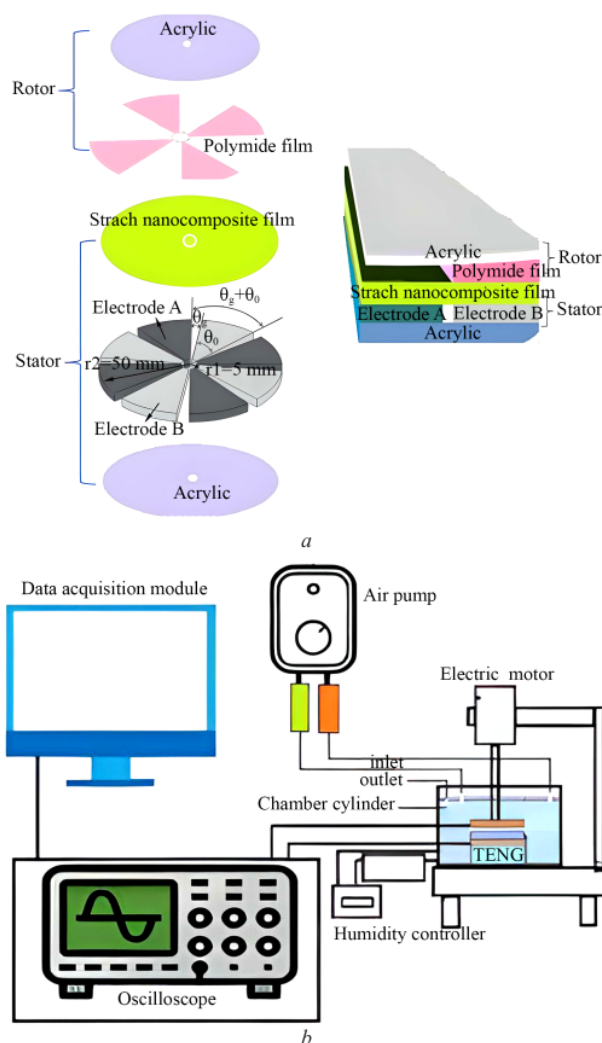 Acrylic
Rotor
Polymide film
Strach nanocomposite film
Electrode A
θg+θ0
θg
θ0
Stator
r2=50 mm
r1=5 mm
Electrode B
Acrylic
Acrylic
Rotor
Polymide film
Strach nanocomposite film
Electrode A
Electrode B
Stator
Acrylic
a
Data acquisition module
Air pump
Electric motor
inlet
outlet
Chamber cylinder
TENG
Humidity controller
Oscilloscope
b